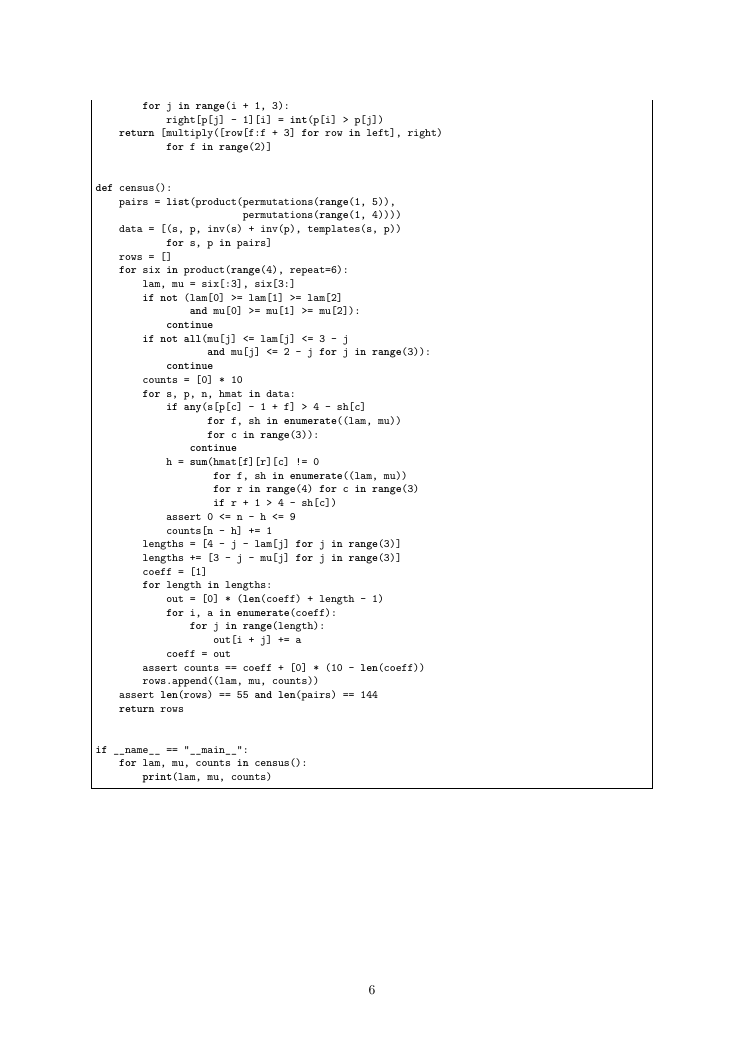 for j in range(i + 1, 3):
            right[p[j] - 1][i] = int(p[i] > p[j])
    return [multiply([row[f:f + 3] for row in left], right)
            for f in range(2)]
def census():
    pairs = list(product(permutations(range(1, 5)),
                         permutations(range(1, 4))))
    data = [(s, p, inv(s) + inv(p), templates(s, p))
            for s, p in pairs]
    rows = []
    for six in product(range(4), repeat=6):
        lam, mu = six[:3], six[3:]
        if not (lam[0] >= lam[1] >= lam[2]
                and mu[0] >= mu[1] >= mu[2]):
            continue
        if not all(mu[j] <= lam[j] <= 3 - j
                   and mu[j] <= 2 - j for j in range(3)):
            continue
        counts = [0] * 10
        for s, p, n, hmat in data:
            if any(s[p[c] - 1 + f] > 4 - sh[c]
                   for f, sh in enumerate((lam, mu))
                   for c in range(3)):
                continue
            h = sum(hmat[f][r][c] != 0
                    for f, sh in enumerate((lam, mu))
                    for r in range(4) for c in range(3)
                    if r + 1 > 4 - sh[c])
            assert 0 <= n - h <= 9
            counts[n - h] += 1
        lengths = [4 - j - lam[j] for j in range(3)]
        lengths += [3 - j - mu[j] for j in range(3)]
        coeff = [1]
        for length in lengths:
            out = [0] * (len(coeff) + length - 1)
            for i, a in enumerate(coeff):
                for j in range(length):
                    out[i + j] += a
            coeff = out
        assert counts == coeff + [0] * (10 - len(coeff))
        rows.append((lam, mu, counts))
    assert len(rows) == 55 and len(pairs) == 144
    return rows
if __name__ == "__main__":
    for lam, mu, counts in census():
        print(lam, mu, counts)
6